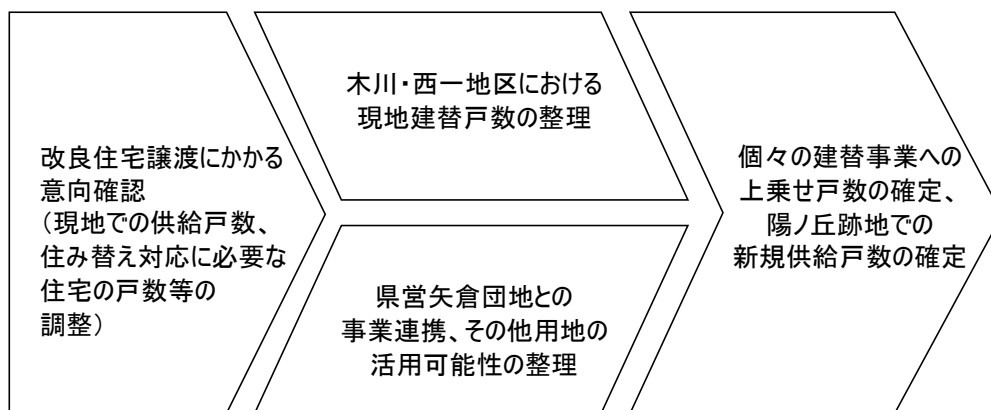 改良住宅譲渡にかかる
意向確認
（現地での供給戸数、
住み替え対応に必要な
住宅の戸数等の
調整）
木川・西一地区における
現地建替戸数の整理
県営矢倉団地との
事業連携、その他用地の
活用可能性の整理
個々の建替事業への
上乗せ戸数の確定、
陽ノ丘跡地での
新規供給戸数の確定